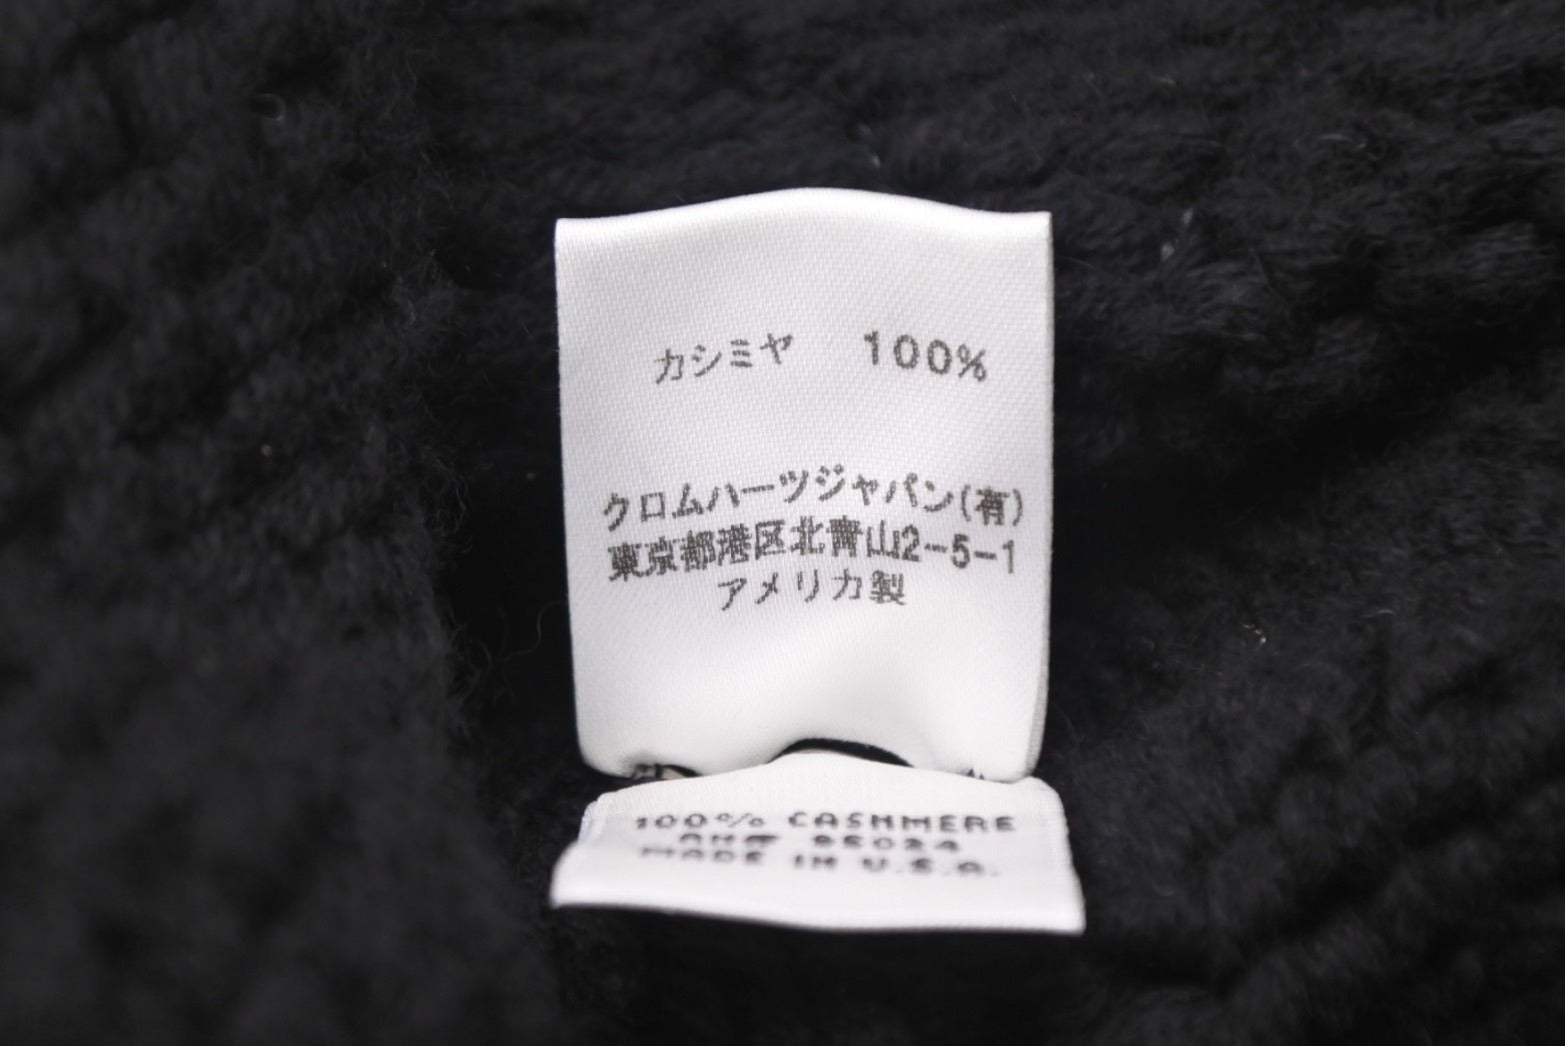 カシミヤ 100%
クロムハーツジャパン(有)
東京都港区北青山2-5-1
アメリカ製
100% CASHMERE
95024
MADE IN U.S.A.